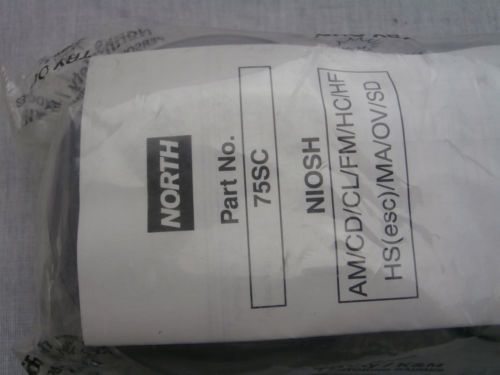 NORTH
Part No.
75SC
NIOSH
AM/CD/CL/FM/HC/HF
HS(esc)/MA/OV/SD